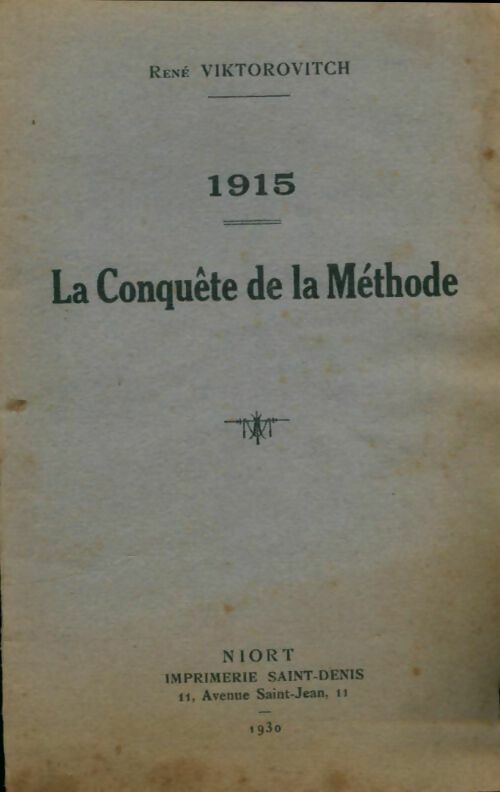 René VIKTOROVITCH
1915
La Conquête de la Méthode
NIORT
IMPRIMERIE SAINT-DENIS
11, Avenue Saint-Jean, 11
1930